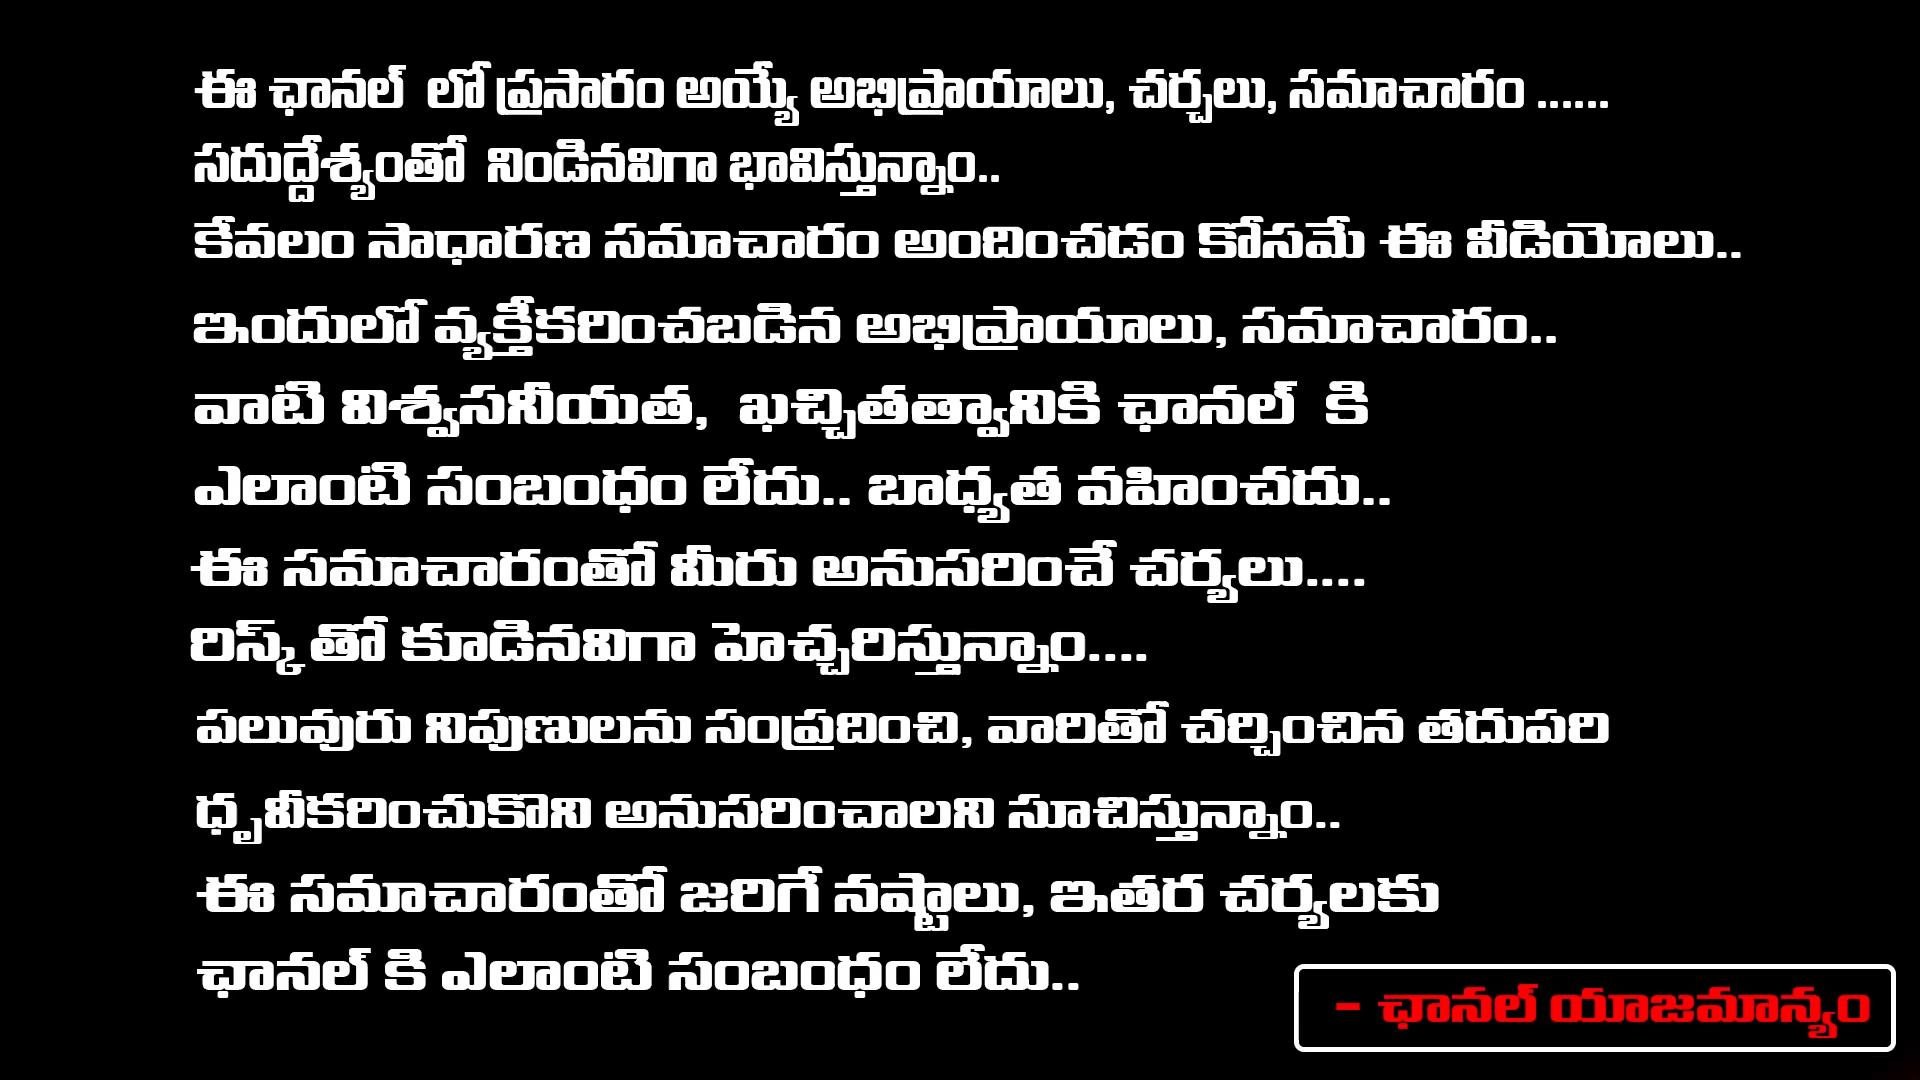 ఈ ఛానల్ లో ప్రసారం అయ్యే అభిప్రాయాలు, చర్చలు, సమాచారం ......
సదుద్దేశ్యంతో నిండినవిగా భావిస్తున్నాం..
కేవలం సాధారణ సమాచారం అందించడం కోసమే ఈ వీడియోలు..
ఇందులో వ్యక్తీకరించబడిన అభిప్రాయాలు, సమాచారం..
వాటి విశ్వసనీయత, ఖచ్చితత్వానికి ఛానల్ కి
ఎలాంటి సంబంధం లేదు.. బాధ్యత వహించదు..
ఈ సమాచారంతో మీరు అనుసరించే చర్యలు....
రిస్క్ తో కూడినవిగా హెచ్చరిస్తున్నాం....
పలువురు నిపుణులను సంప్రదించి, వారితో చర్చించిన తదుపరి
ధృవీకరించుకొని అనుసరించాలని సూచిస్తున్నాం..
ఈ సమాచారంతో జరిగే నష్టాలు, ఇతర చర్యలకు
ఛానల్ కి ఎలాంటి సంబంధం లేదు..
- ఛానల్ యాజమాన్యం